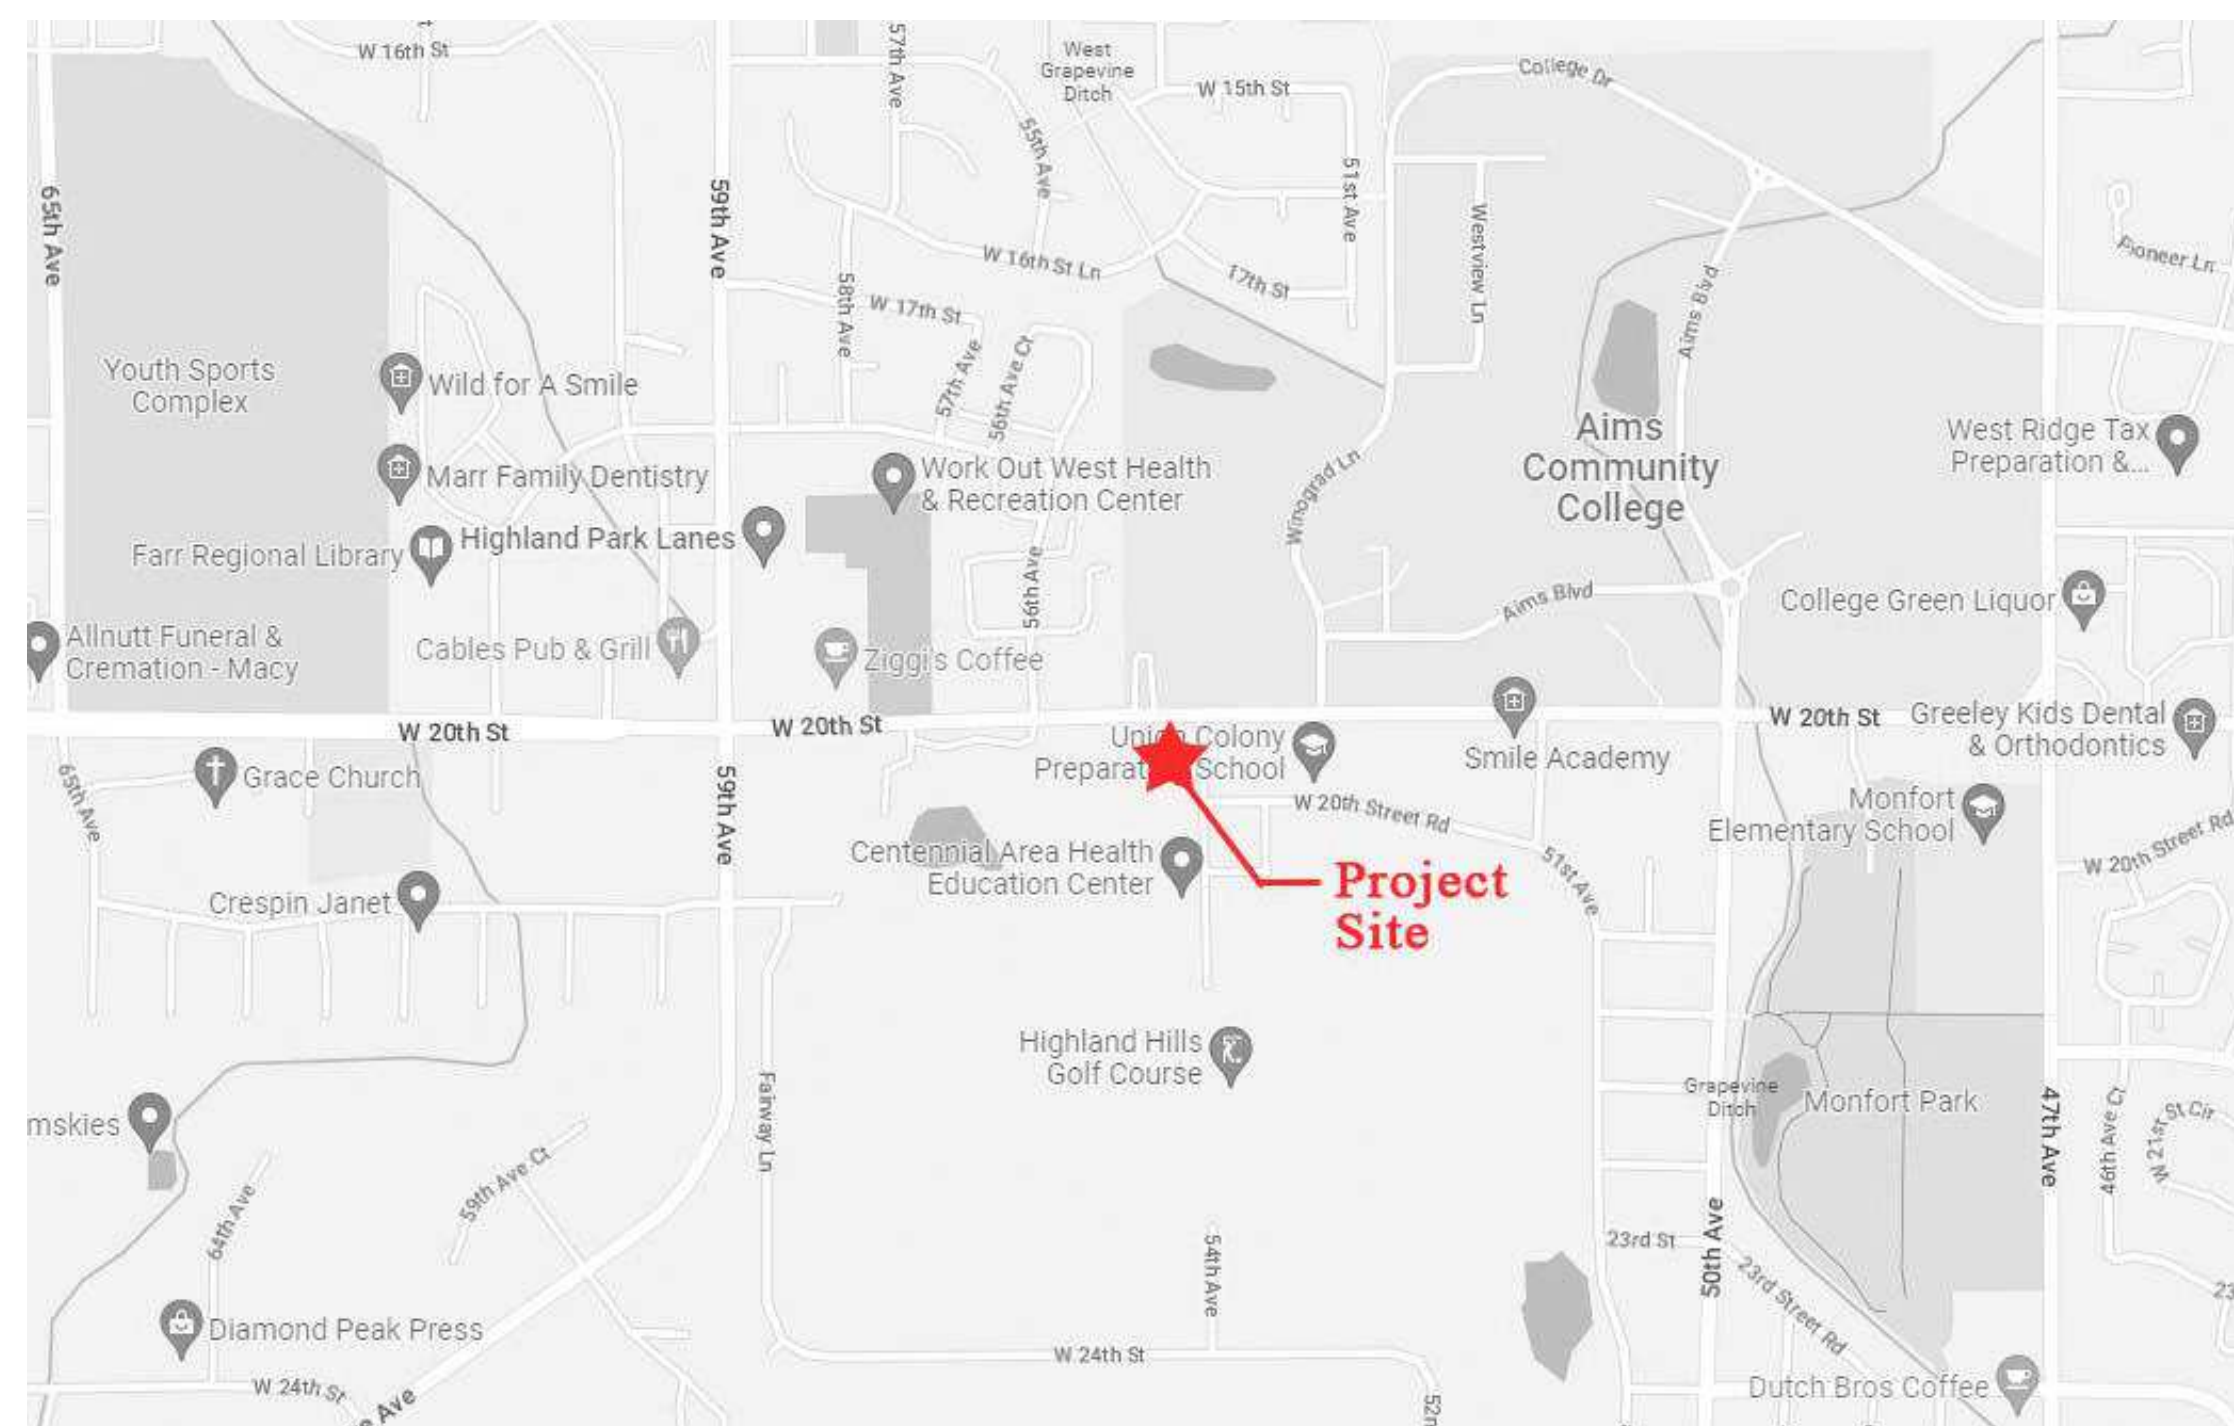 W 16th St
57th Ave
West
Grapevine
Ditch
W 15th St
College Dr
65th Ave
59th Ave
55th Ave
51st Ave
Westview Ln
Aims Blvd
Pioneer Ln
W 16th St Ln
17th St
58th Ave
W 17th St
57th Ave
56th Ave Ct
Youth Sports
Complex
Wild for A Smile
Aims
Community
College
West Ridge Tax
Preparation &...
Marr Family Dentistry
Work Out West Health
& Recreation Center
Winograd Ln
Farr Regional Library
Highland Park Lanes
56th Ave
Aims Blvd
College Green Liquor
Allnutt Funeral &
Cremation - Macy
Cables Pub & Grill
Ziggi's Coffee
W 20th St
W 20th St
W 20th St
Union Colony
Preparat School
Smile Academy
Greeley Kids Dental
& Orthodontics
65th Ave
Grace Church
59th Ave
W 20th Street Rd
51st Ave
Monfort
Elementary School
W 20th Street Rd
Centennial Area Health
Education Center
Project
Site
Crespin Janet
Highland Hills
Golf Course
Grapevine
Ditch
Monfort Park
47th Ave
46th Ave Ct
W 21st St Cir
mskies
Fairway Ln
59th Ave Ct
64th Ave
54th Ave
23rd St
50th Ave
23rd Street Rd
23
Diamond Peak Press
W 24th St
W 24th St
e Ave
52n
Dutch Bros Coffee